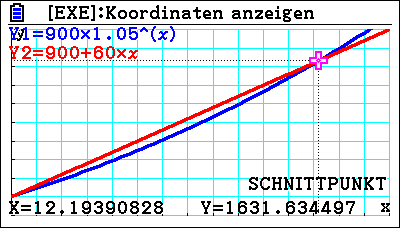 [EXE]:Koordinaten anzeigen
y
Y1=900×1.05^(x)
Y2=900+60×x
SCHNITTPUNKT
X=12.19390828 Y=1631.634497 x